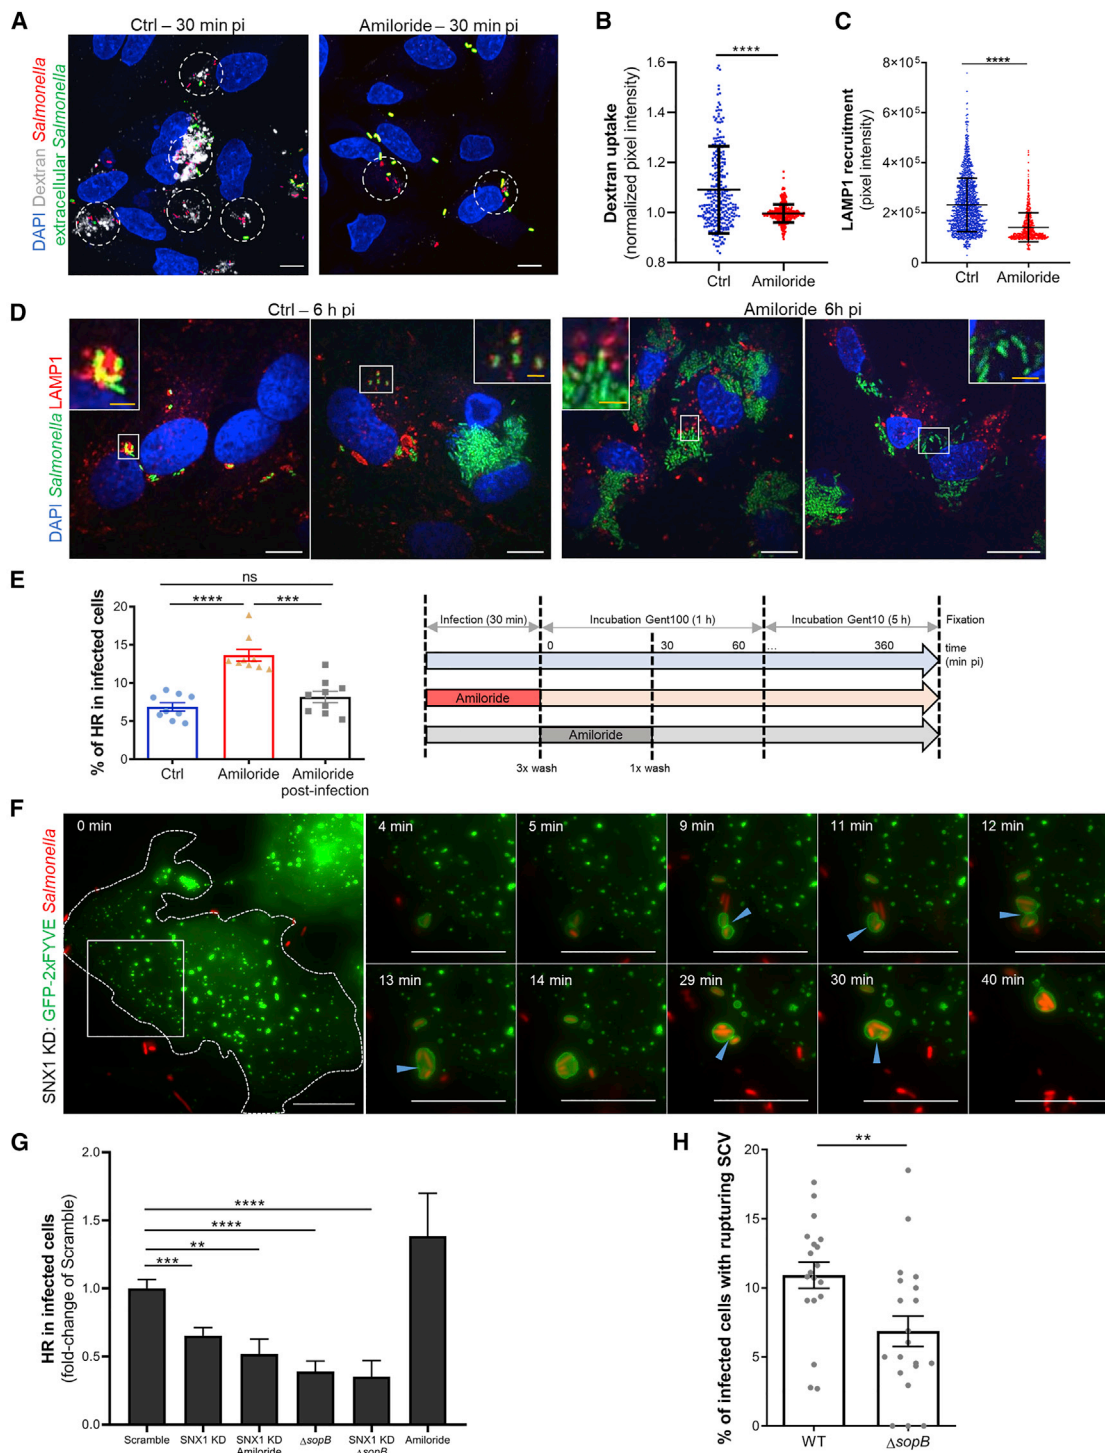 A
Ctrl – 30 min pi
Amiloride – 30 min pi
DAPI Dextran Salmonella
extracellular Salmonella
B
Dextran uptake
(normalized pixel intensity)
1.6
1.4
1.2
1.0
0.8
****
Ctrl
Amiloride
C
LAMP1 recruitment
(pixel intensity)
8×10⁵
6×10⁵
4×10⁵
2×10⁵
0
****
Ctrl
Amiloride
D
Ctrl – 6 h pi
Amiloride 6h pi
DAPI Salmonella LAMP1
E
% of HR in infected cells
20
15
10
5
0
ns
****
***
Ctrl
Amiloride
Amiloride
post-infection
Infection (30 min)
Incubation Gent100 (1 h)
Incubation Gent10 (5 h)
Fixation
0
30
60
...
360
time
(min pi)
Amiloride
Amiloride
3x wash
1x wash
F
SNX1 KD: GFP-2xFYVE Salmonella
0 min
4 min
5 min
9 min
11 min
12 min
13 min
14 min
29 min
30 min
40 min
G
HR in infected cells
(fold-change of Scramble)
2.0
1.5
1.0
0.5
0.0
****
****
**
***
Scramble
SNX1 KD
SNX1 KD
Amiloride
ΔsopB
SNX1 KD
ΔsopB
Amiloride
H
% of infected cells with rupturing SCV
20
15
10
5
0
**
WT
ΔsopB